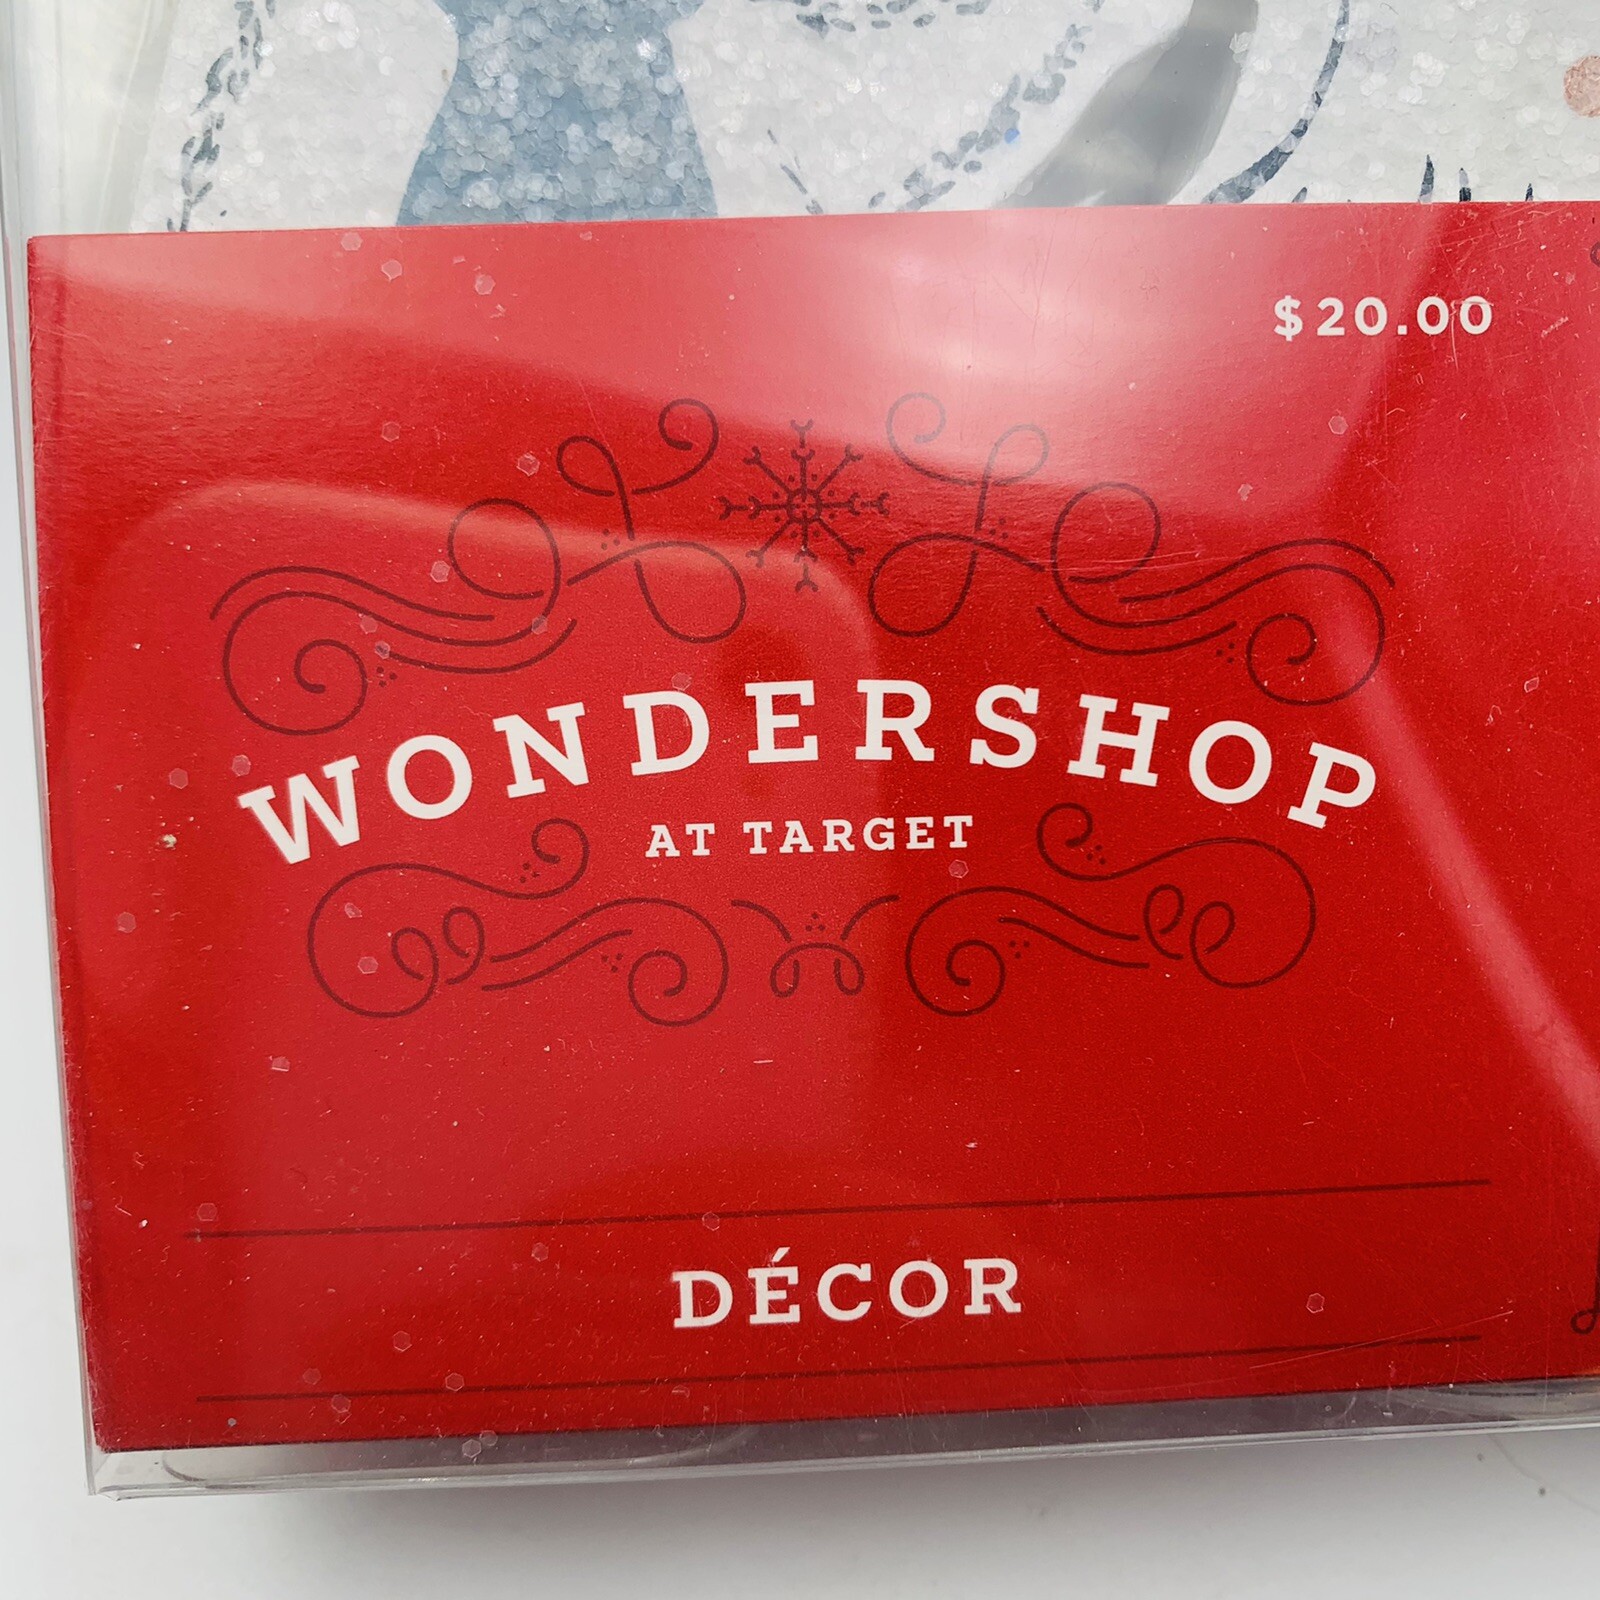 $20.00
WONDERSHOP
AT TARGET
DÉCOR